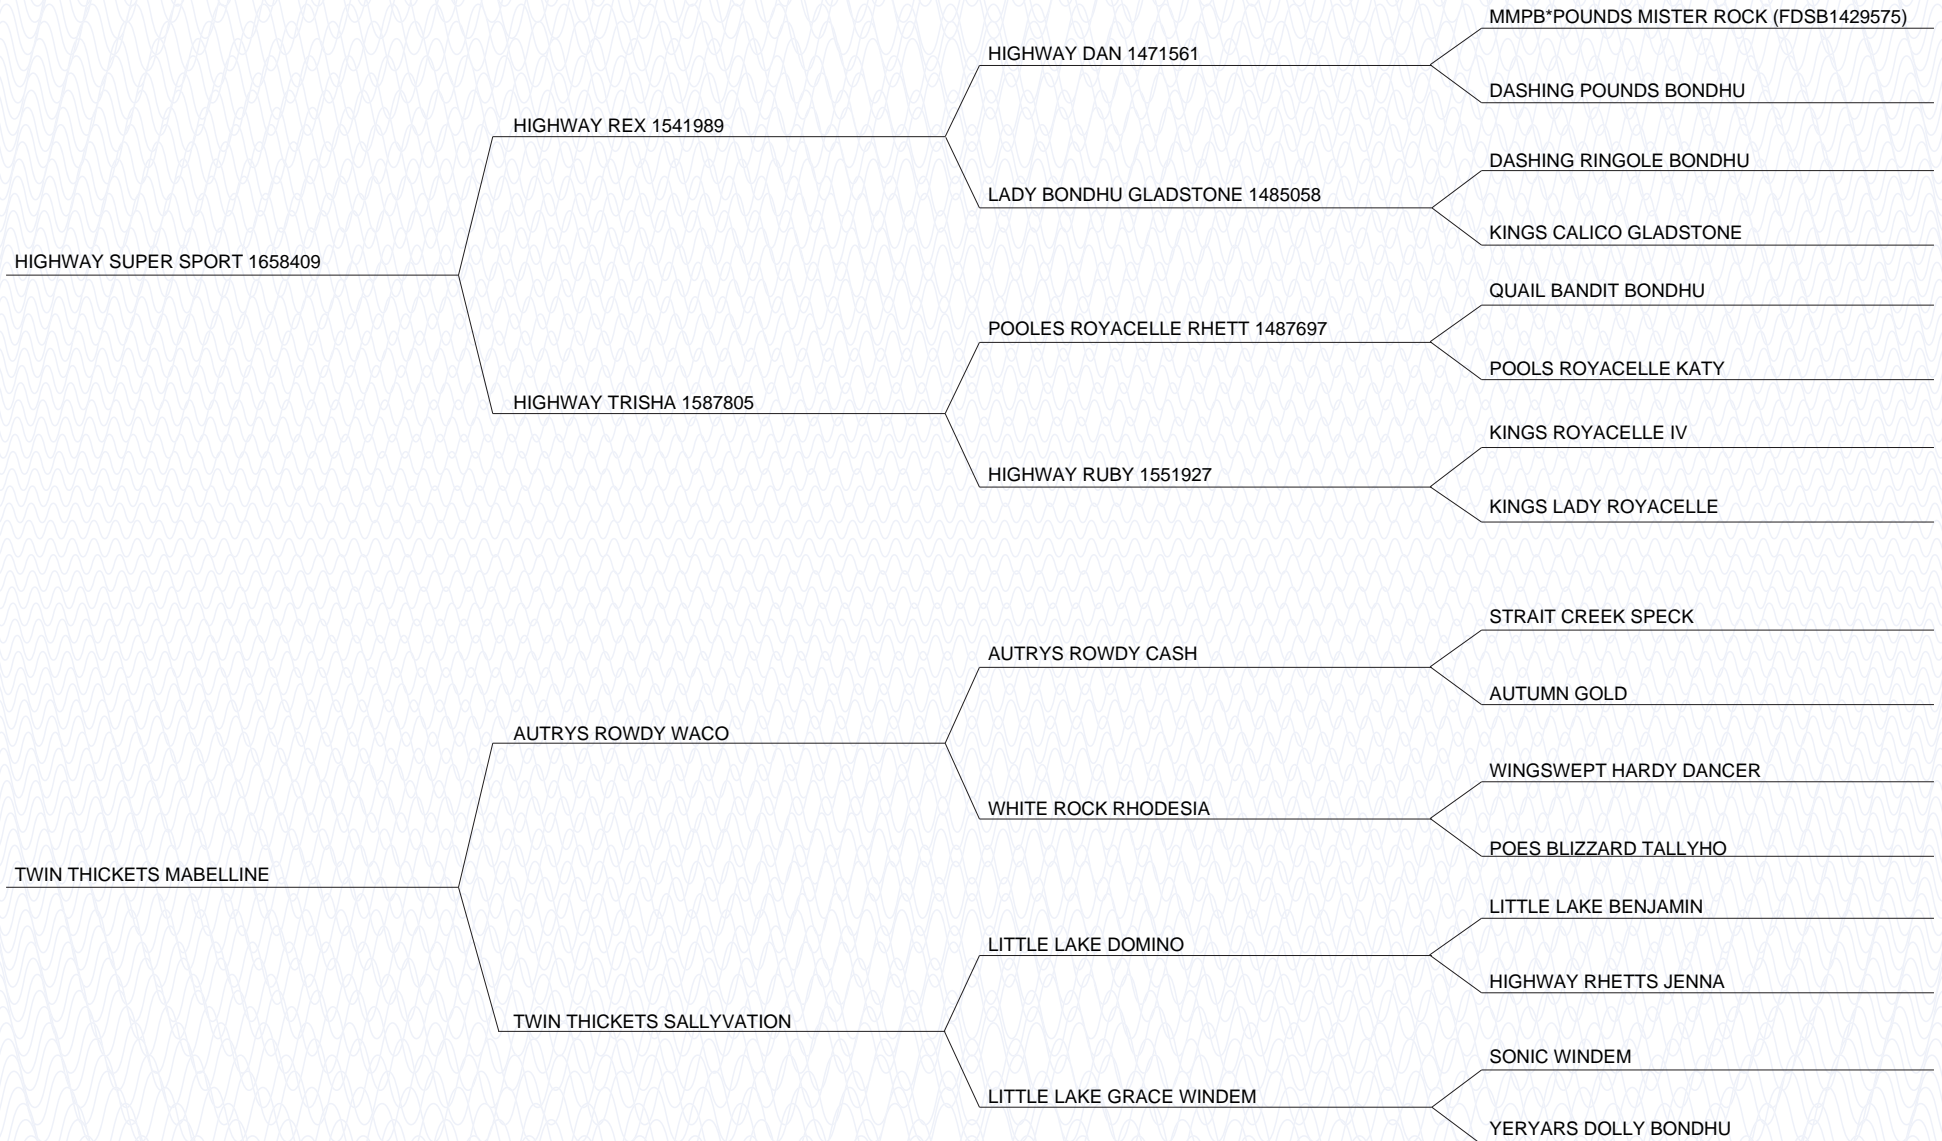 MMPB*POUNDS MISTER ROCK (FDSB1429575)
HIGHWAY DAN 1471561
DASHING POUNDS BONDHU
HIGHWAY REX 1541989
DASHING RINGOLE BONDHU
LADY BONDHU GLADSTONE 1485058
KINGS CALICO GLADSTONE
HIGHWAY SUPER SPORT 1658409
QUAIL BANDIT BONDHU
POOLES ROYACELLE RHETT 1487697
POOLS ROYACELLE KATY
HIGHWAY TRISHA 1587805
KINGS ROYACELLE IV
HIGHWAY RUBY 1551927
KINGS LADY ROYACELLE
STRAIT CREEK SPECK
AUTRYS ROWDY CASH
AUTUMN GOLD
AUTRYS ROWDY WACO
WINGSWEPT HARDY DANCER
WHITE ROCK RHODESIA
POES BLIZZARD TALLYHO
TWIN THICKETS MABELLINE
LITTLE LAKE BENJAMIN
LITTLE LAKE DOMINO
HIGHWAY RHETTS JENNA
TWIN THICKETS SALLYVATION
SONIC WINDEM
LITTLE LAKE GRACE WINDEM
YERYARS DOLLY BONDHU